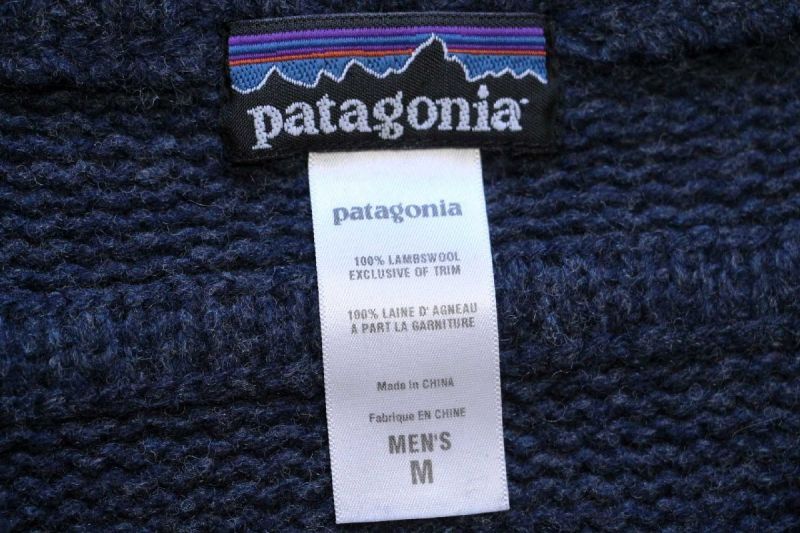 patagonia
patagonia
100% LAMBSWOOL
EXCLUSIVE OF TRIM
100% LAINE D' AGNEAU
A PART LA GARNITURE
Made in CHINA
Fabrique EN CHINE
MEN'S
M